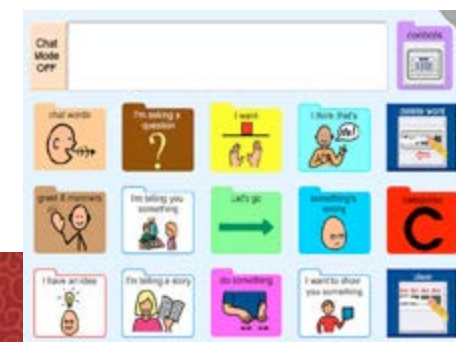 Chat
Mode
OFF
controls
chat words
I'm asking a
question
?
I want
I think that's
delete word
greet & manners
I'm telling you
something
Let's go
something's
wrong
categories
C
I have an idea
I'm telling a story
do something
I want to show
you something
clear